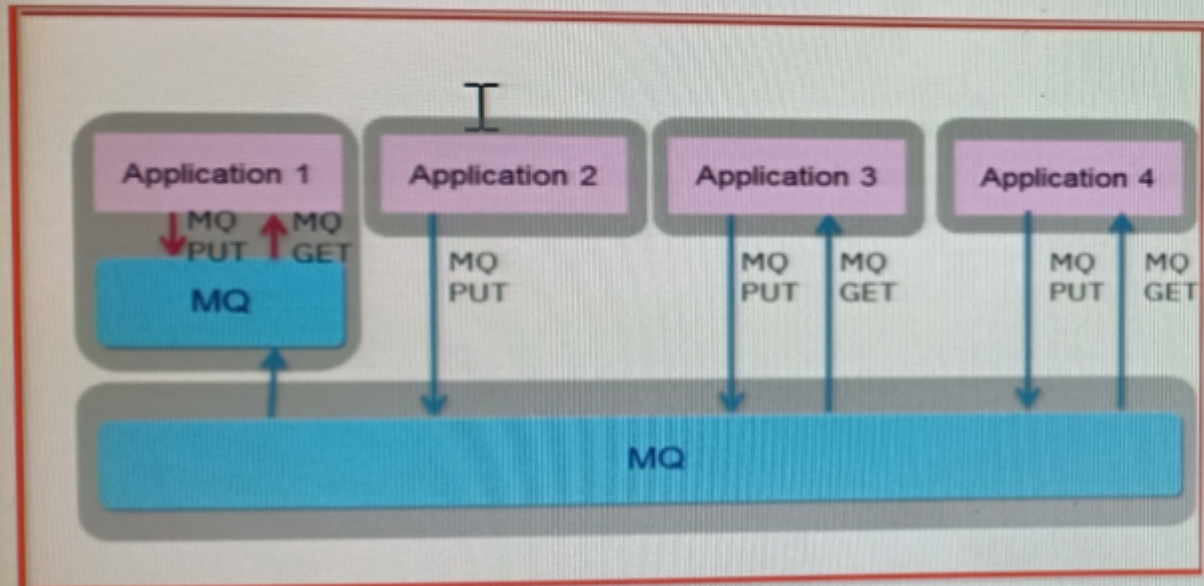 Application 1
Application 2
Application 3
Application 4
MQ
PUT
MQ
GET
MQ
PUT
MQ
PUT
MQ
GET
MQ
PUT
MQ
GET
MQ
MQ